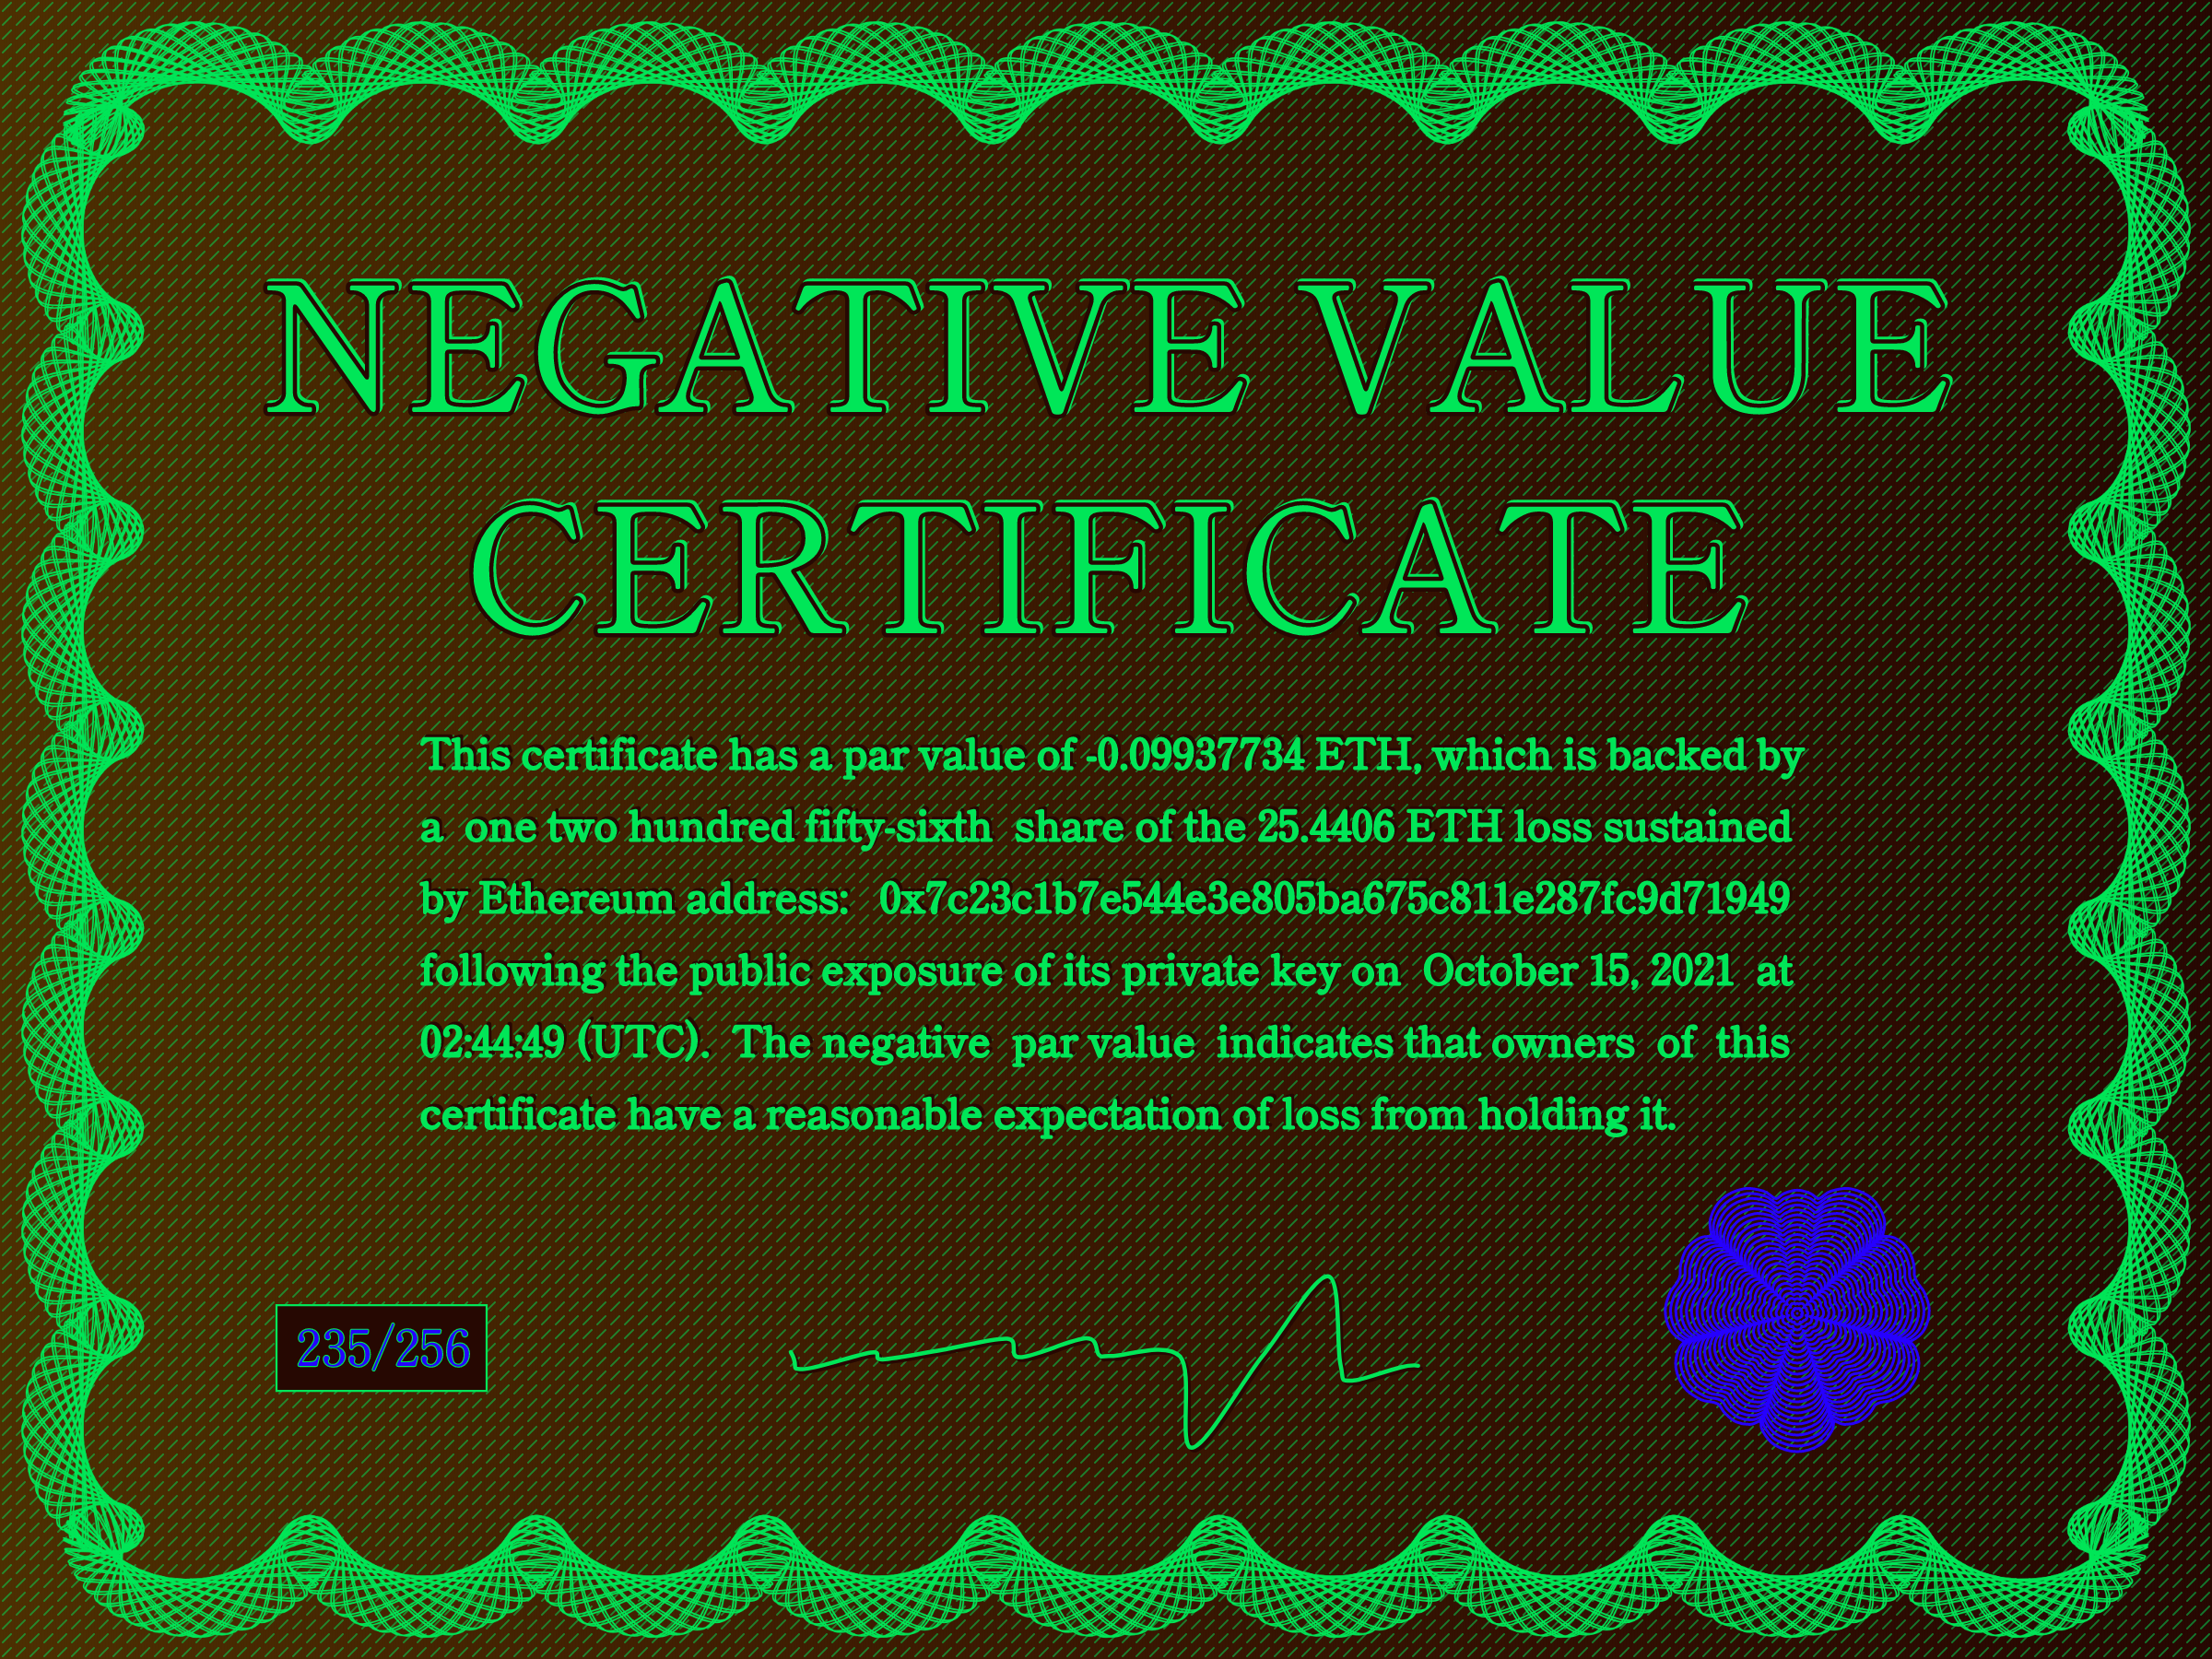 NEGATIVE VALUE
CERTIFICATE
This certificate has a par value of -0.09937734 ETH, which is backed by
a one two hundred fifty-sixth share of the 25.4406 ETH loss sustained
by Ethereum address: 0x7c23c1b7e544e3e805ba675c811e287fc9d71949
following the public exposure of its private key on October 15, 2021 at
02:44:49 (UTC). The negative par value indicates that owners of this
certificate have a reasonable expectation of loss from holding it.
235/256